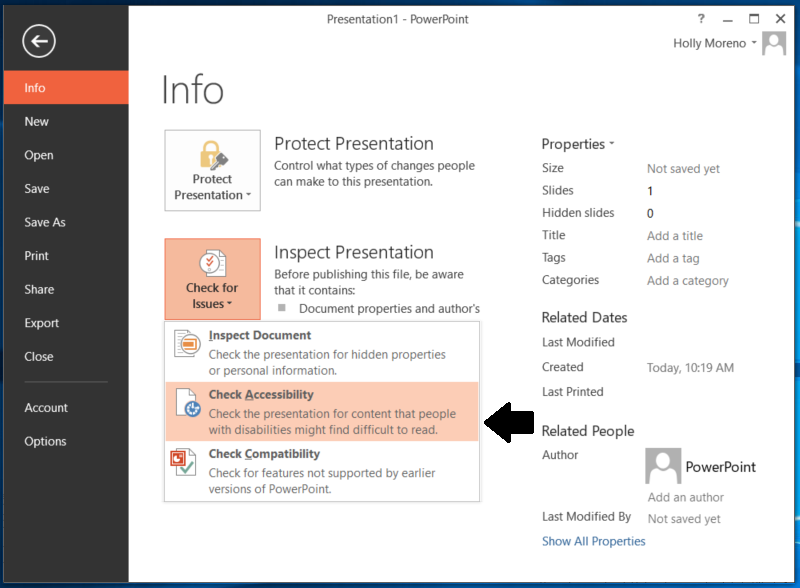 Presentation1 - PowerPoint
?
Holly Moreno
Info
New
Open
Save
Save As
Print
Share
Export
Close
Account
Options
Info
Protect
Presentation
Protect Presentation
Control what types of changes people
can make to this presentation.
Check for
Issues
Inspect Presentation
Before publishing this file, be aware
that it contains:
Document properties and author's
Inspect Document
Check the presentation for hidden properties
or personal information.
Check Accessibility
Check the presentation for content that people
with disabilities might find difficult to read.
Check Compatibility
Check for features not supported by earlier
versions of PowerPoint.
Properties
Size Not saved yet
Slides 1
Hidden slides 0
Title Add a title
Tags Add a tag
Categories Add a category
Related Dates
Last Modified
Created Today, 10:19 AM
Last Printed
Related People
Author PowerPoint
Add an author
Last Modified By Not saved yet
Show All Properties